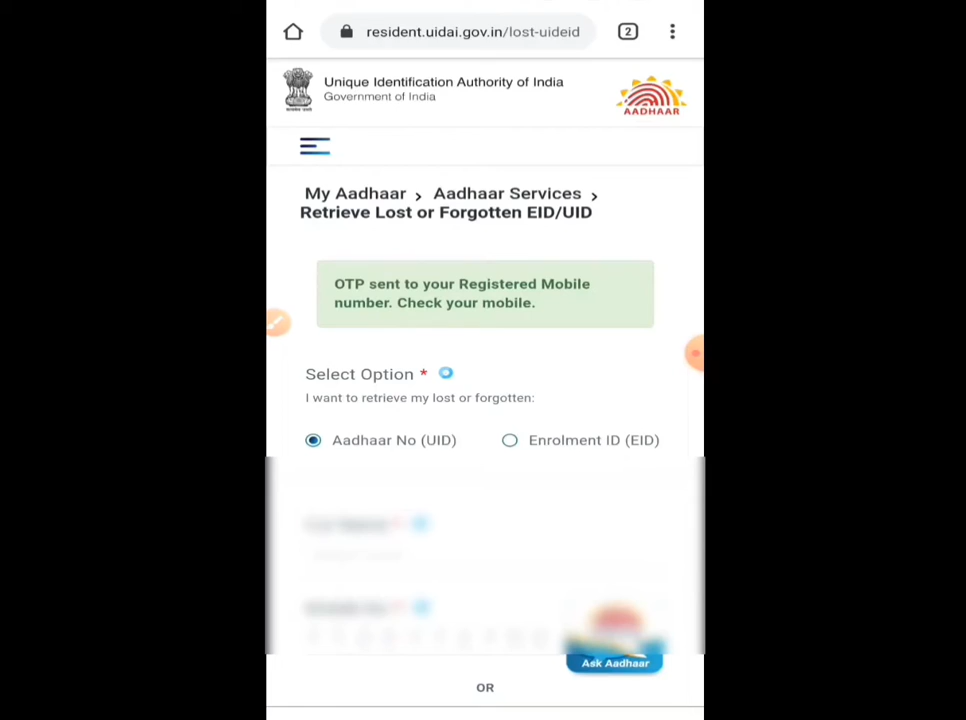 resident.uidai.gov.in/lost-uideid
2
Unique Identification Authority of India
Government of India
AADHAAR
My Aadhaar > Aadhaar Services >
Retrieve Lost or Forgotten EID/UID
OTP sent to your Registered Mobile
number. Check your mobile.
Select Option *
I want to retrieve my lost or forgotten:
Aadhaar No (UID) Enrolment ID (EID)
Ask Aadhaar
OR